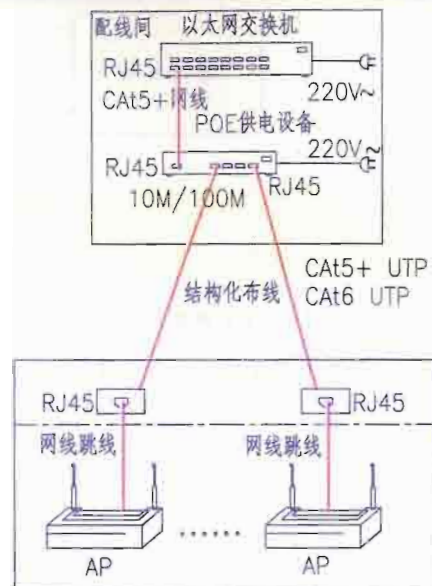 配线间 以太网交换机
RJ45
CAt5+网线
220V~
POE供电设备
220V~
RJ45
RJ45
10M/100M
CAt5+ UTP
结构化布线
CAt6 UTP
RJ45
RJ45
网线跳线
网线跳线
......
AP
AP